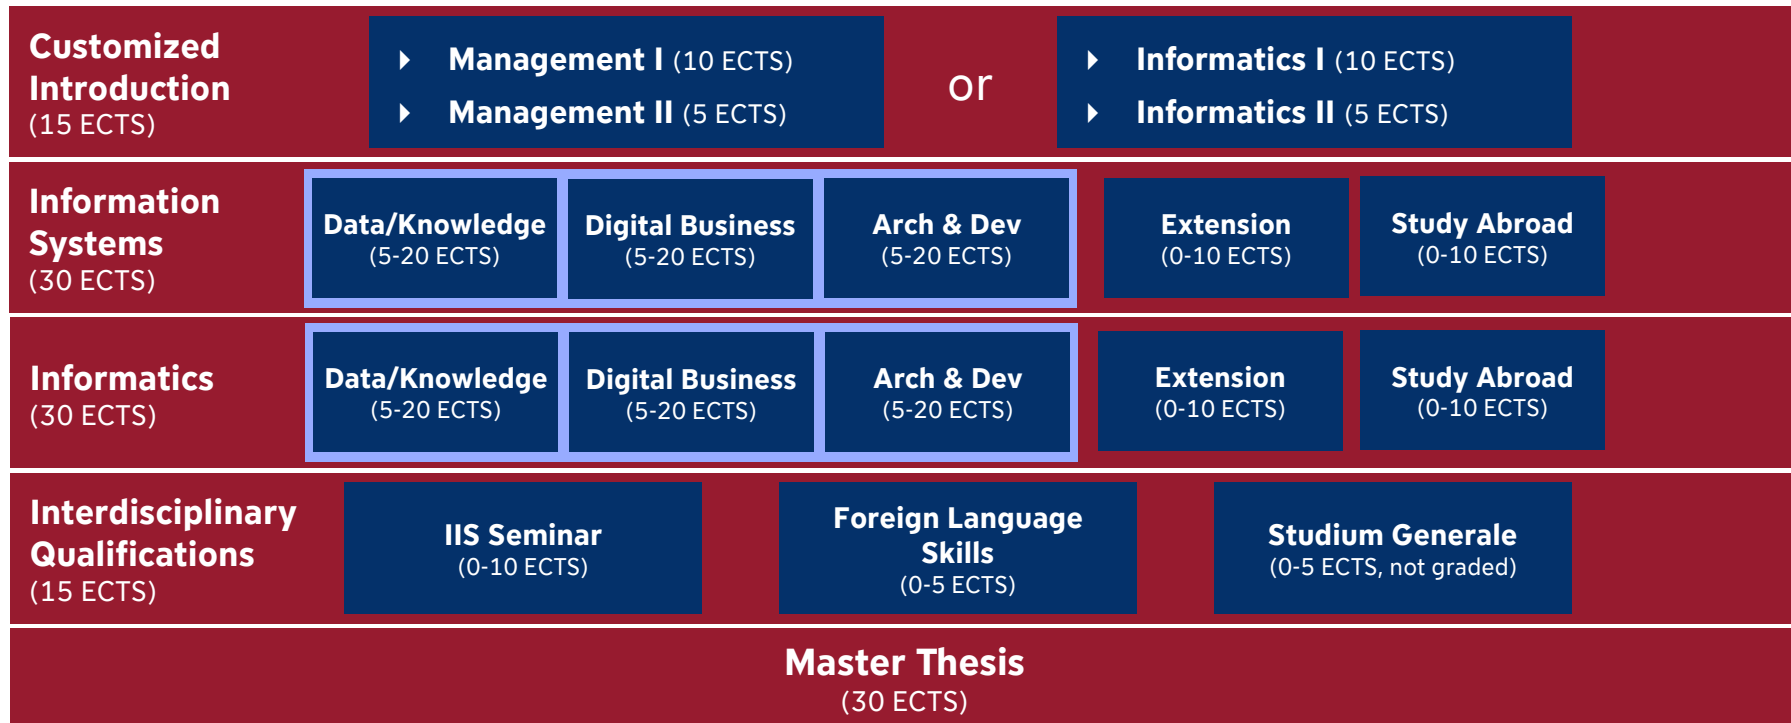 Customized
Introduction
(15 ECTS)
Management I (10 ECTS)
Management II (5 ECTS)
or
Informatics I (10 ECTS)
Informatics II (5 ECTS)
Information
Systems
(30 ECTS)
Data/Knowledge
(5-20 ECTS)
Digital Business
(5-20 ECTS)
Arch & Dev
(5-20 ECTS)
Extension
(0-10 ECTS)
Study Abroad
(0-10 ECTS)
Informatics
(30 ECTS)
Data/Knowledge
(5-20 ECTS)
Digital Business
(5-20 ECTS)
Arch & Dev
(5-20 ECTS)
Extension
(0-10 ECTS)
Study Abroad
(0-10 ECTS)
Interdisciplinary
Qualifications
(15 ECTS)
IIS Seminar
(0-10 ECTS)
Foreign Language
Skills
(0-5 ECTS)
Studium Generale
(0-5 ECTS, not graded)
Master Thesis
(30 ECTS)